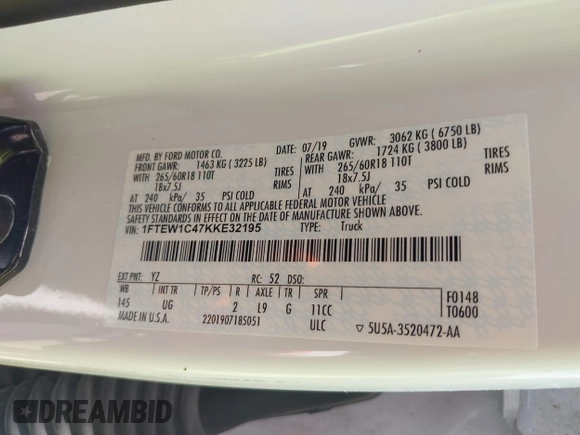 MFD. BY FORD MOTOR CO. DATE: 07/19 GVWR: 3062 KG ( 6750 LB)
FRONT GAWR: 1463 KG ( 3225 LB) REAR GAWR: 1724 KG ( 3800 LB)
WITH 265/60R18 110T TIRES WITH 265/60R18 110T TIRES
18x7.5J RIMS 18x7.5J RIMS
AT 240 kPa/ 35 PSI COLD AT 240 kPa/ 35 PSI COLD
THIS VEHICLE CONFORMS TO ALL APPLICABLE FEDERAL MOTOR VEHICLE
SAFETY STANDARDS IN EFFECT ON THE DATE OF MANUFACTURE SHOWN ABOVE.
VIN: 1FTEW1C47KKE32195 TYPE: Truck
EXT PNT: YZ RC: 52 DSO:
WB INT TR TP/PS R AXLE TR SPR F0148
145 UG 2 L9 G 11CC T0600
MADE IN U.S.A. 2201907185051 ULC ▽ 5U5A-3520472-AA
DREAMBID